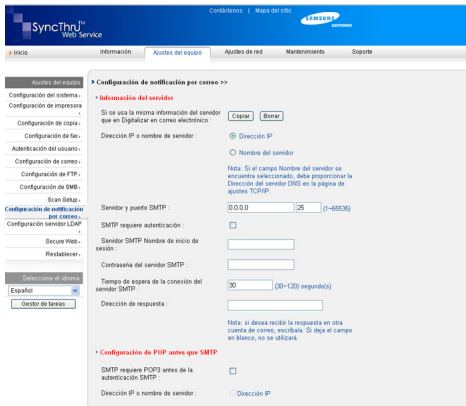 Contáctenos | Mapa del sitio
SyncThru™
Web Service
SAMSUNG
ELECTRONICS
Inicio
Información
Ajustes del equipo
Ajustes de red
Mantenimiento
Soporte
Ajustes del equipo
Configuración del sistema
Configuración de impresora
Configuración de copia
Configuración de fax
Autenticación del usuario
Configuración de correo
Configuración de FTP
Configuración de SMB
Scan Setup
Configuración de notificación
por correo
Configuración servidor LDAP
Secure Web
Restablecer
Seleccione el idioma
Español
Gestor de tareas
Configuración de notificación por correo >>
Información del servidor
Si se usa la misma información del servidor
que en Digitalizar en correo electrónico :
Copiar
Borrar
Dirección IP o nombre de servidor :
Dirección IP
Nombre del servidor
Nota: Si el campo Nombre del servidor se
encuentra seleccionado, debe proporcionar la
Dirección del servidor DNS en la página de
ajustes TCP/IP.
Servidor y puerto SMTP :
0.0.0.0
25
(1~65535)
SMTP requiere autenticación :
Servidor SMTP Nombre de inicio de
sesión :
Contraseña del servidor SMTP :
Tiempo de espera de la conexión del
servidor SMTP :
30
(30~120) segundo(s)
Dirección de respuesta :
Nota: si desea recibir la respuesta en otra
cuenta de correo, escríbala. Si deja el campo
en blanco, no se utilizará.
Configuración de POP antes que SMTP
SMTP requiere POP3 antes de la
autenticación SMTP :
Dirección IP o nombre de servidor :
Dirección IP